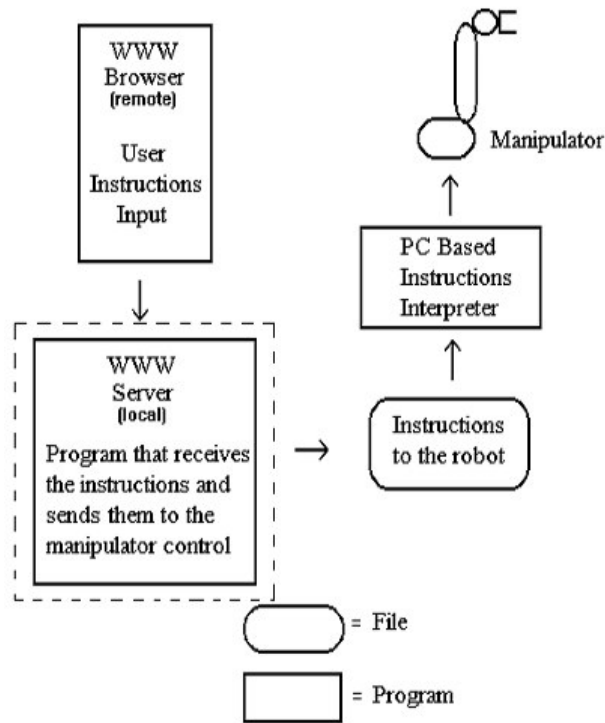 WWW
Browser
(remote)
User
Instructions
Input
WWW
Server
(local)
Program that receives
the instructions and
sends them to the
manipulator control
Instructions
to the robot
PC Based
Instructions
Interpreter
Manipulator
= File
= Program